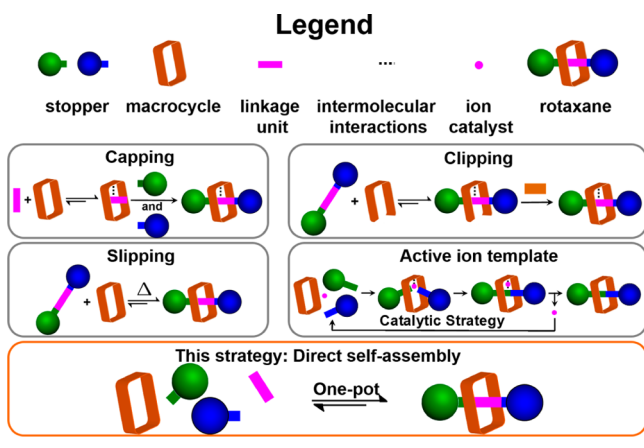 Legend
stopper macrocycle linkage unit intermolecular interactions ion catalyst rotaxane
Capping
+
and
Clipping
+
Slipping
+ Δ
Active ion template
Catalytic Strategy
This strategy: Direct self-assembly
One-pot